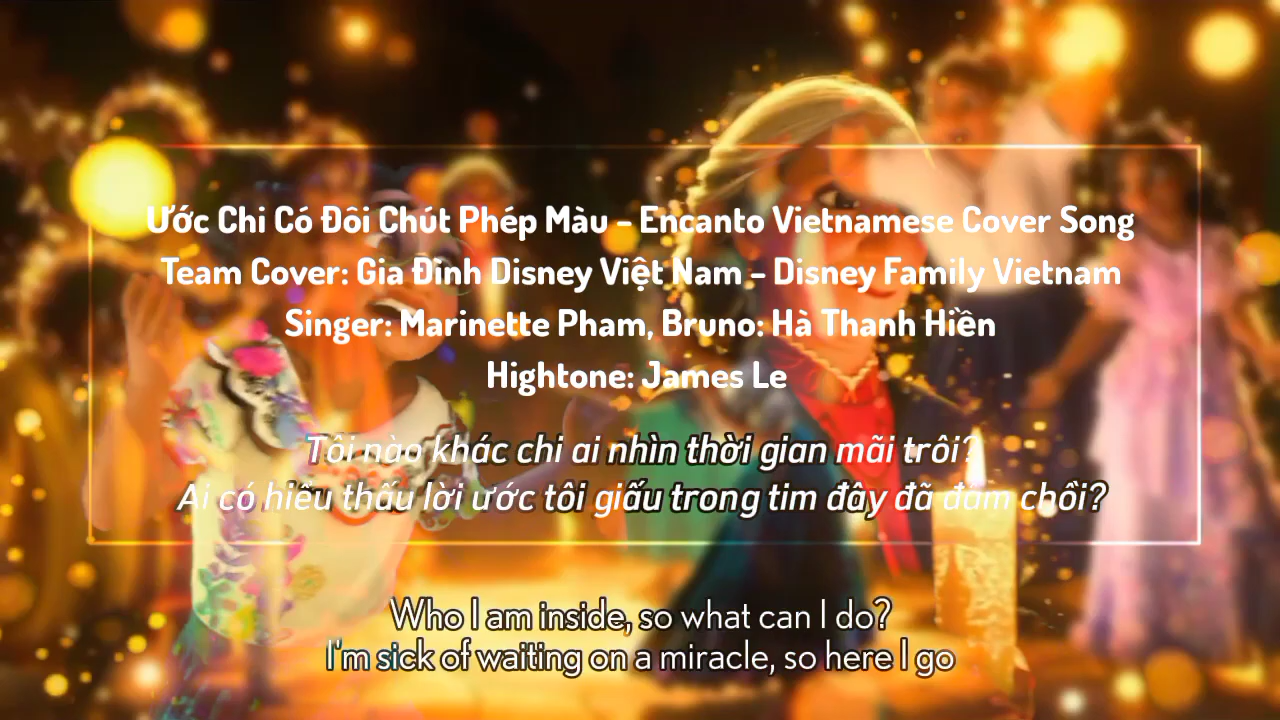 Ước Chi Có Đôi Chút Phép Màu – Encanto Vietnamese Cover Song
Team Cover: Gia Đình Disney Việt Nam – Disney Family Vietnam
Singer: Marinette Pham, Bruno: Hà Thanh Hiền
Hightone: James Le
Tôi nào khác chi ai nhìn thời gian mãi trôi?
Ai có hiểu thấu lời ước tôi giấu trong tim đây đã đâm chồi?
Who I am inside, so what can I do?
I'm sick of waiting on a miracle, so here I go